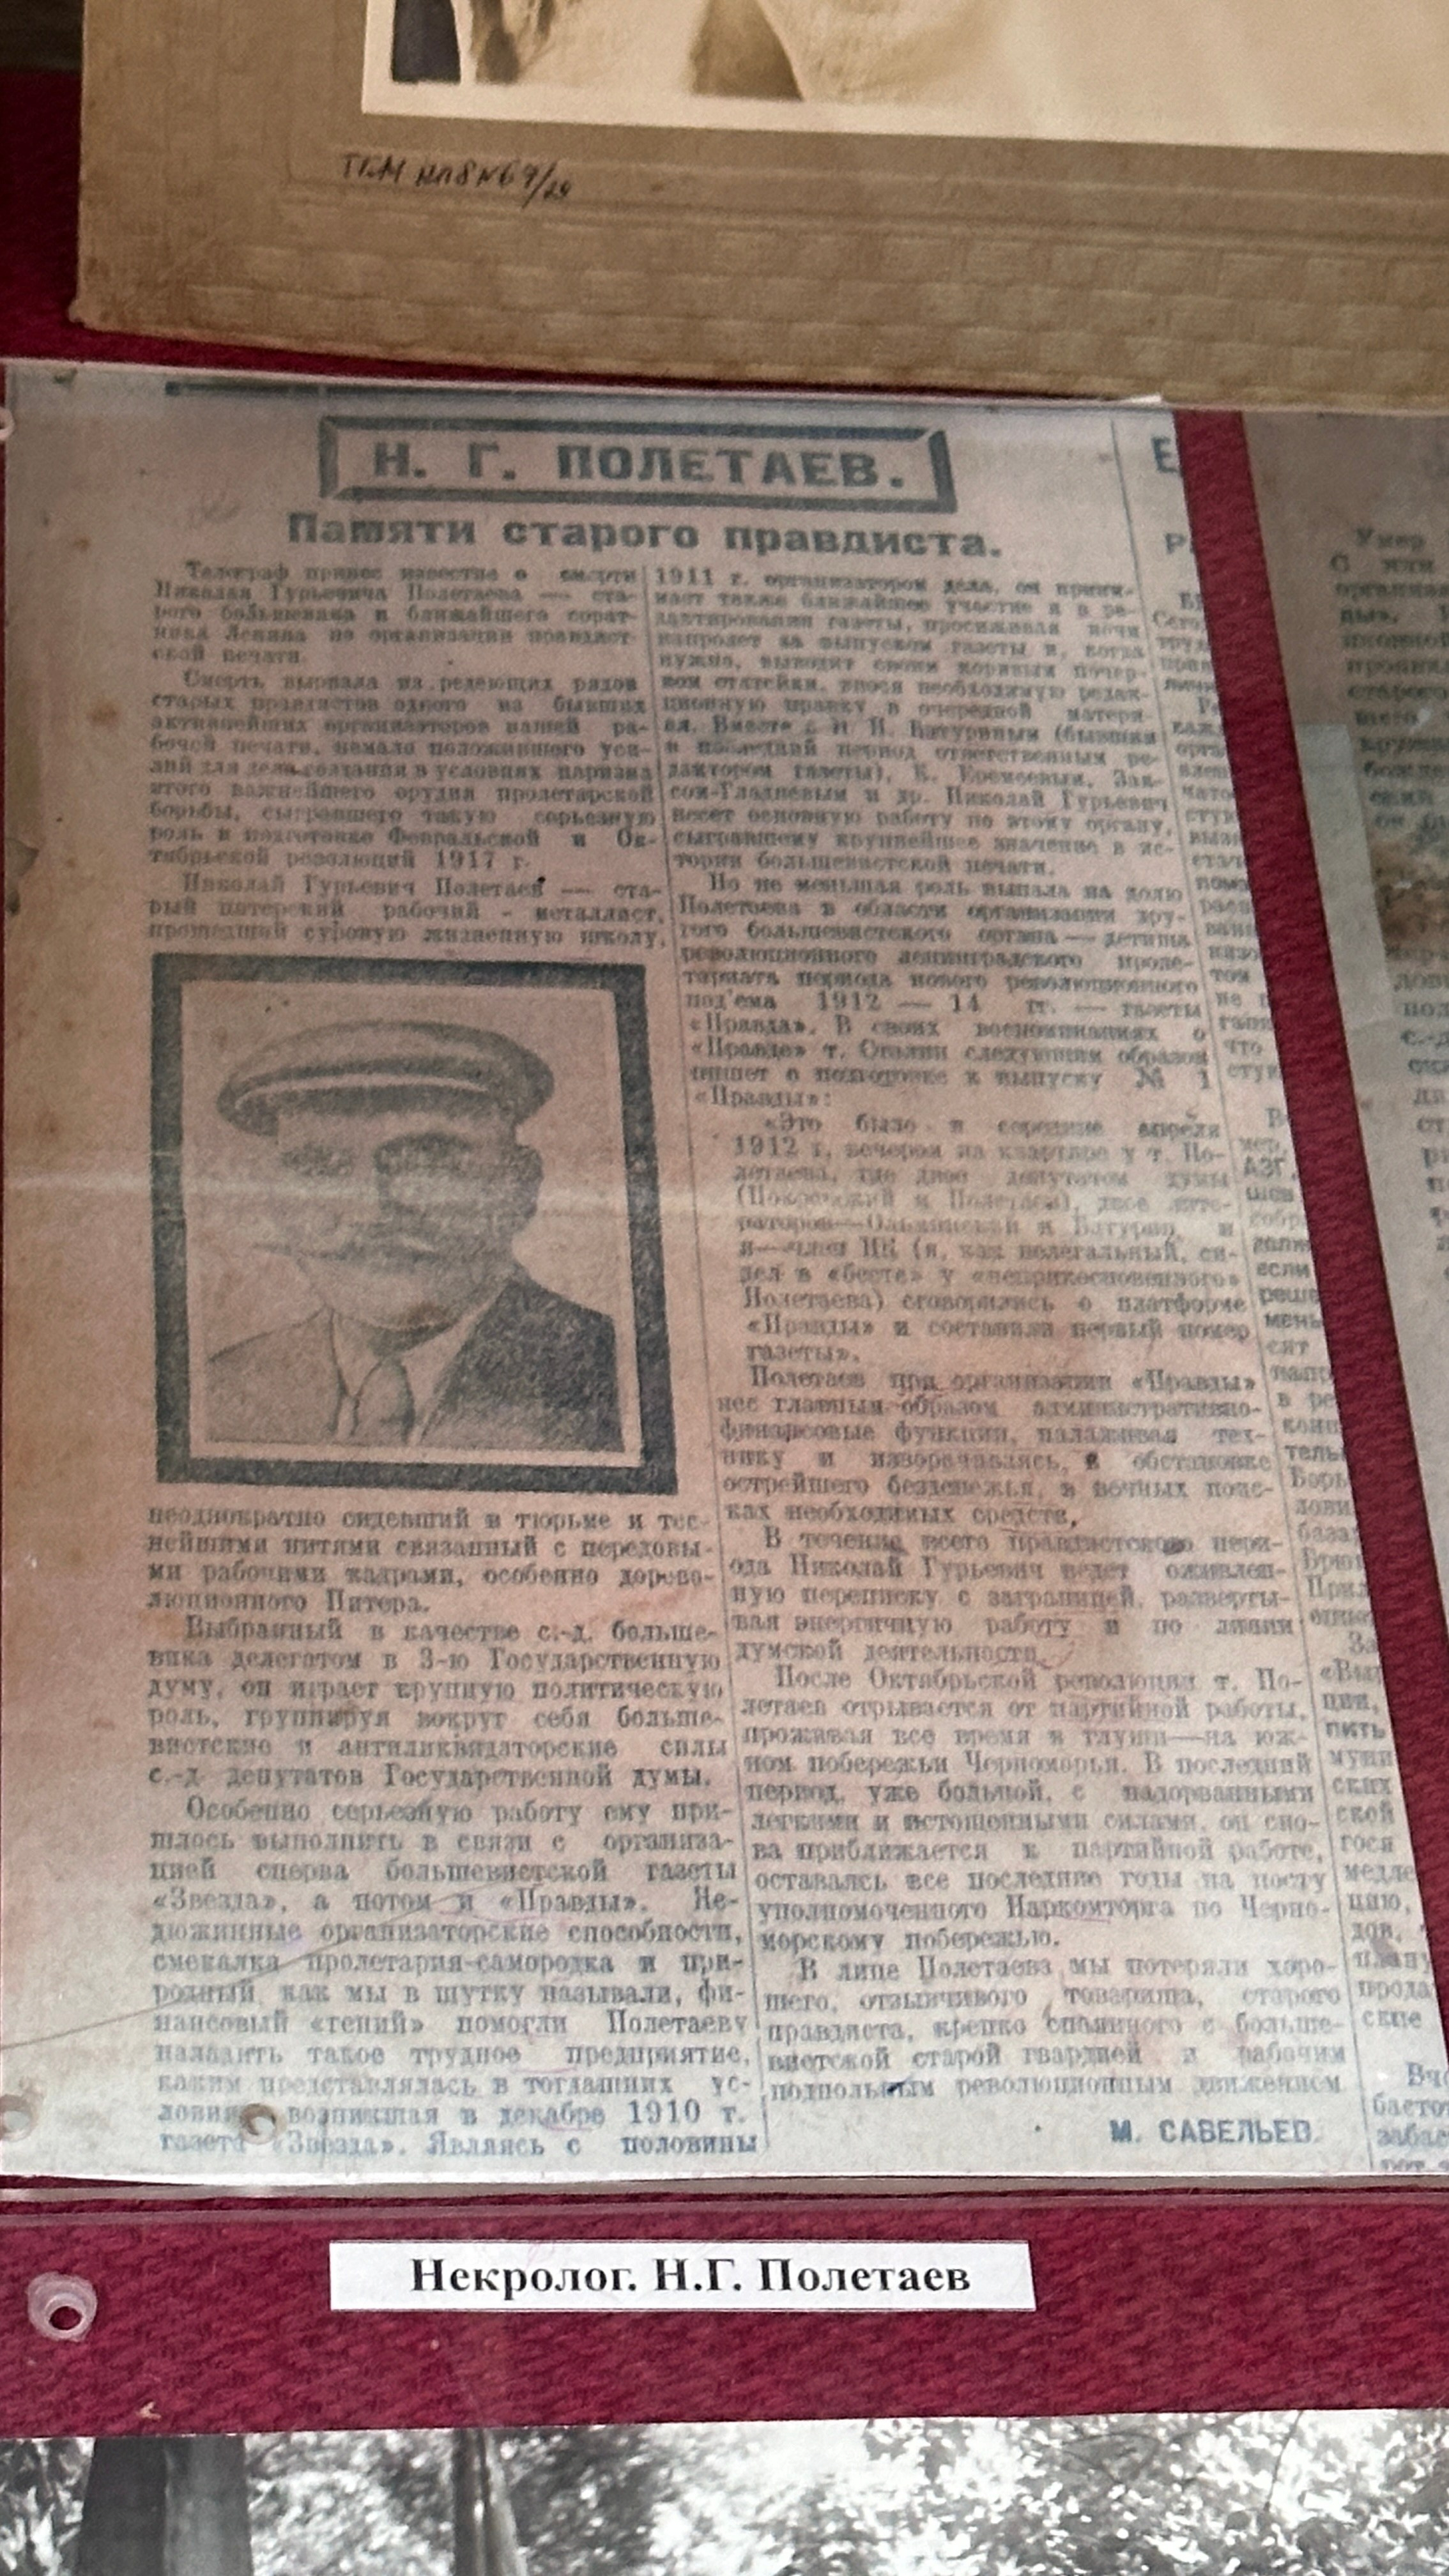 Н. Г. ПОЛЕТАЕВ.
Памяти старого правдиста.
Телеграф принес известие о смерти
Николая Гурьевича Полетаева — ста-
рого большевика и ближайшего сорат-
ника Ленина по организации правдист-
ской печати.
Смерть вырвала из редеющих рядов
старых правдистов одного из бывших
активнейших организаторов нашей ра-
бочей печати, немало положившего уси-
лий для дела создания в условиях царизма
этого важнейшего орудия пролетарской
борьбы, сыгравшего такую серьезную
роль в подготовке Февральской и Ок-
тябрьской революций 1917 г.
Николай Гурьевич Полетаев — ста-
рый питерский рабочий - металлист,
прошедший суровую жизненную школу,
неоднократно сидевший в тюрьме и тес-
нейшими нитями связанный с передовы-
ми рабочими кадрами, особенно дорево-
люционного Питера.
Выбранный в качестве с.-д. больше-
вика делегатом в 3-ю Государственную
думу, он играет крупную политическую
роль, группируя вокруг себя больше-
вистские и антиликвидаторские силы
с.-д. депутатов Государственной думы.
Особенно серьезную работу ему при-
шлось выполнить в связи с организа-
цией сперва большевистской газеты
«Звезда», а потом и «Правды». Не-
дюжинные организаторские способности,
смекалка пролетария-самородка и при-
родный, как мы в шутку называли, фи-
нансовый «гений» помогли Полетаеву
наладить такое трудное предприятие,
каким представлялась в тогдашних ус-
ловиях возникшая в декабре 1910 г.
газета «Звезда». Являясь с половины
1911 г. организатором дела, он прини-
мает также ближайшее участие и в ре-
дактировании газеты, просиживая ночи
напролет за выпуском газеты и, когда
нужно, выводит своим корявым почер-
ком статейки, внося необходимую редак-
ционную правку в очередной матери-
ал. Вместе с Н. Н. Батуриным (бывшим
в последний период ответственным ре-
дактором газеты), К. Еремеевым, Зак-
сом-Гладневым и др. Николай Гурьевич
несет основную работу по этому органу,
сыгравшему крупнейшее значение в ис-
тории большевистской печати.
Но не меньшая роль выпала на долю
Полетаева в области организации дру-
гого большевистского органа — детища
революционного ленинградского проле-
тариата периода нового революционного
под'ема 1912 — 14 гг. — газеты
«Правда». В своих воспоминаниях о
«Правде» т. Сталин следующим образом
пишет о подготовке к выпуску № 1
«Правды»:
«Это было в середине апреля
1912 г. вечером на квартире у т. По-
летаева, где двое депутатов думы
(Покровский и Полетаев), двое лите-
раторов—Ольминский и Батурин и
я—член ЦК (я, как нелегальный, си-
дел в «бесте» у «неприкосновенного»
Полетаева) сговорились о платформе
«Правды» и составили первый номер
газеты».
Полетаев при организации «Правды»
нес главным образом административно-
финансовые функции, налаживая тех-
нику и изворачиваясь, в обстановке
острейшего безденежья, в вечных поис-
ках необходимых средств.
В течение всего правдистского пери-
ода Николай Гурьевич ведет оживлен-
ную переписку с заграницей, разверты-
вая энергичную работу и по линии
думской деятельности.
После Октябрьской революции т. По-
летаев отрывается от партийной работы,
проживая все время в глуши—на юж-
ном побережьи Черноморья. В последний
период, уже больной, с надорванными
легкими и истощенными силами, он сно-
ва приближается к партийной работе,
оставаясь все последние годы на посту
уполномоченного Наркомторга по Черно-
морскому побережью.
В лице Полетаева мы потеряли хоро-
шего, отзывчивого товарища, старого
правдиста, крепко спаянного с больше-
вистской старой гвардией и рабочим
подпольным революционным движением
М. САВЕЛЬЕВ.
Некролог. Н.Г. Полетаев